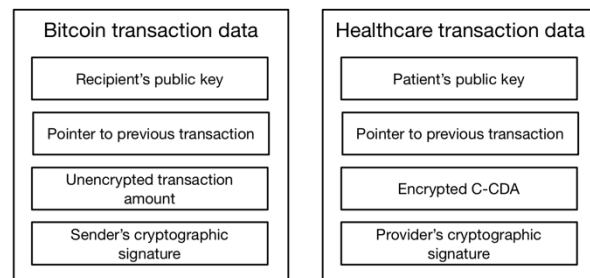 Bitcoin transaction data
Recipient's public key
Pointer to previous transaction
Unencrypted transaction
amount
Sender's cryptographic
signature
Healthcare transaction data
Patient's public key
Pointer to previous transaction
Encrypted C-CDA
Provider's cryptographic
signature